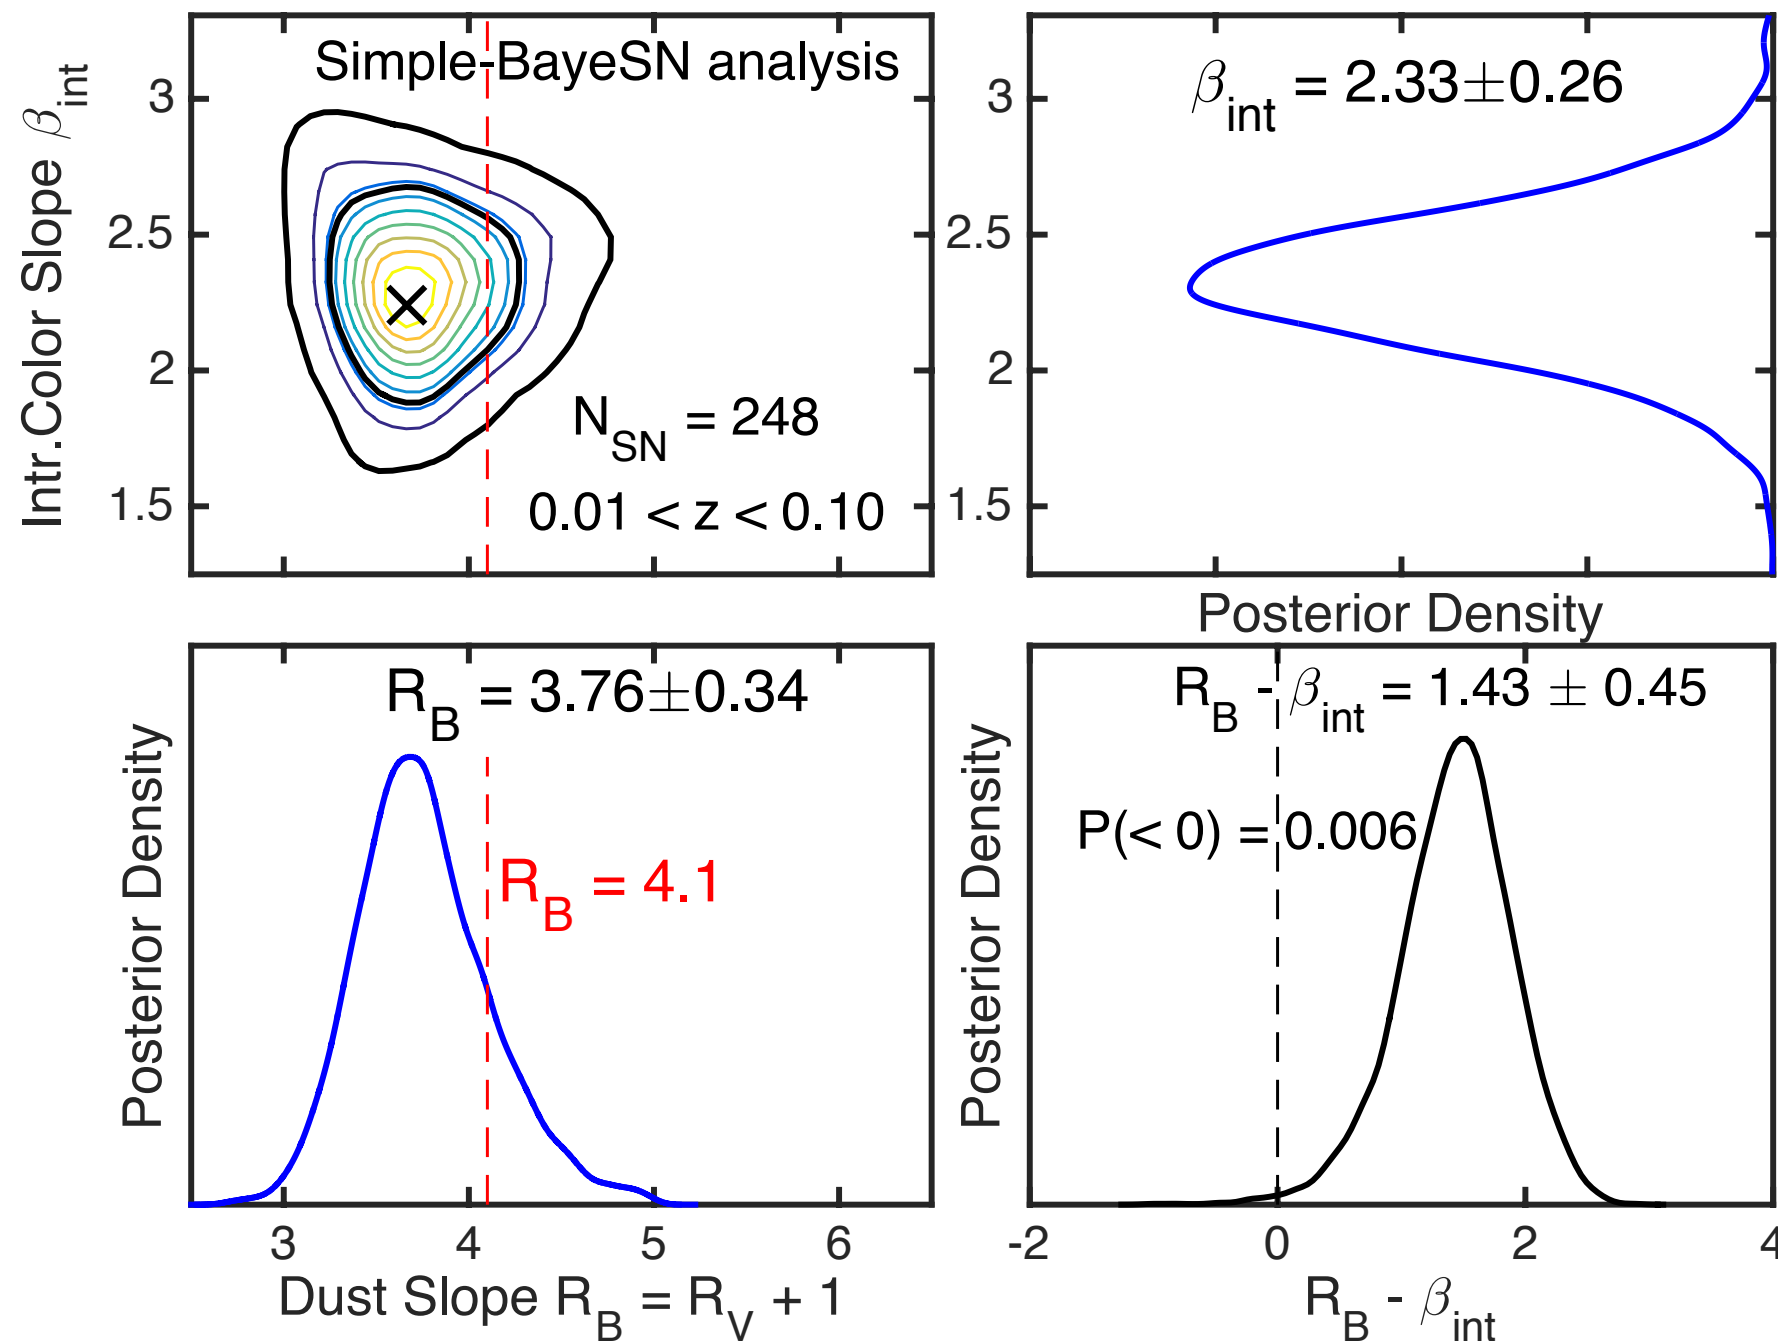 Simple-BayeSN analysis
Intr.Color Slope β_int
3
2.5
2
1.5
N_SN = 248
0.01 < z < 0.10
β_int = 2.33±0.26
3
2.5
2
1.5
Posterior Density
R_B = 3.76±0.34
R_B = 4.1
Posterior Density
3 4 5 6
Dust Slope R_B = R_V + 1
R_B - β_int = 1.43 ± 0.45
P(< 0) = 0.006
Posterior Density
-2 0 2 4
R_B - β_int